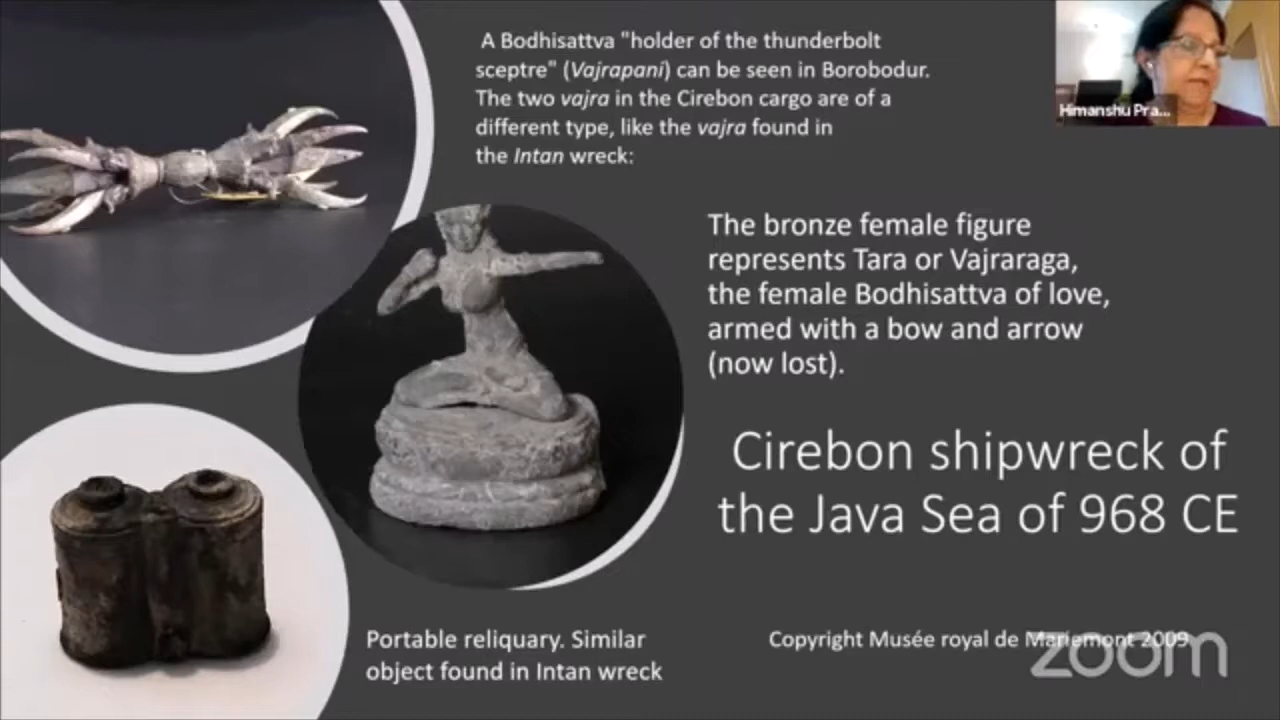 A Bodhisattva "holder of the thunderbolt
sceptre" (Vajrapani) can be seen in Borobodur.
The two vajra in the Cirebon cargo are of a
different type, like the vajra found in
the Intan wreck:
Himanshu Pra...
The bronze female figure
represents Tara or Vajraraga,
the female Bodhisattva of love,
armed with a bow and arrow
(now lost).
Cirebon shipwreck of
the Java Sea of 968 CE
Portable reliquary. Similar
object found in Intan wreck
Copyright Musée royal de Mariemont 2009
zoom